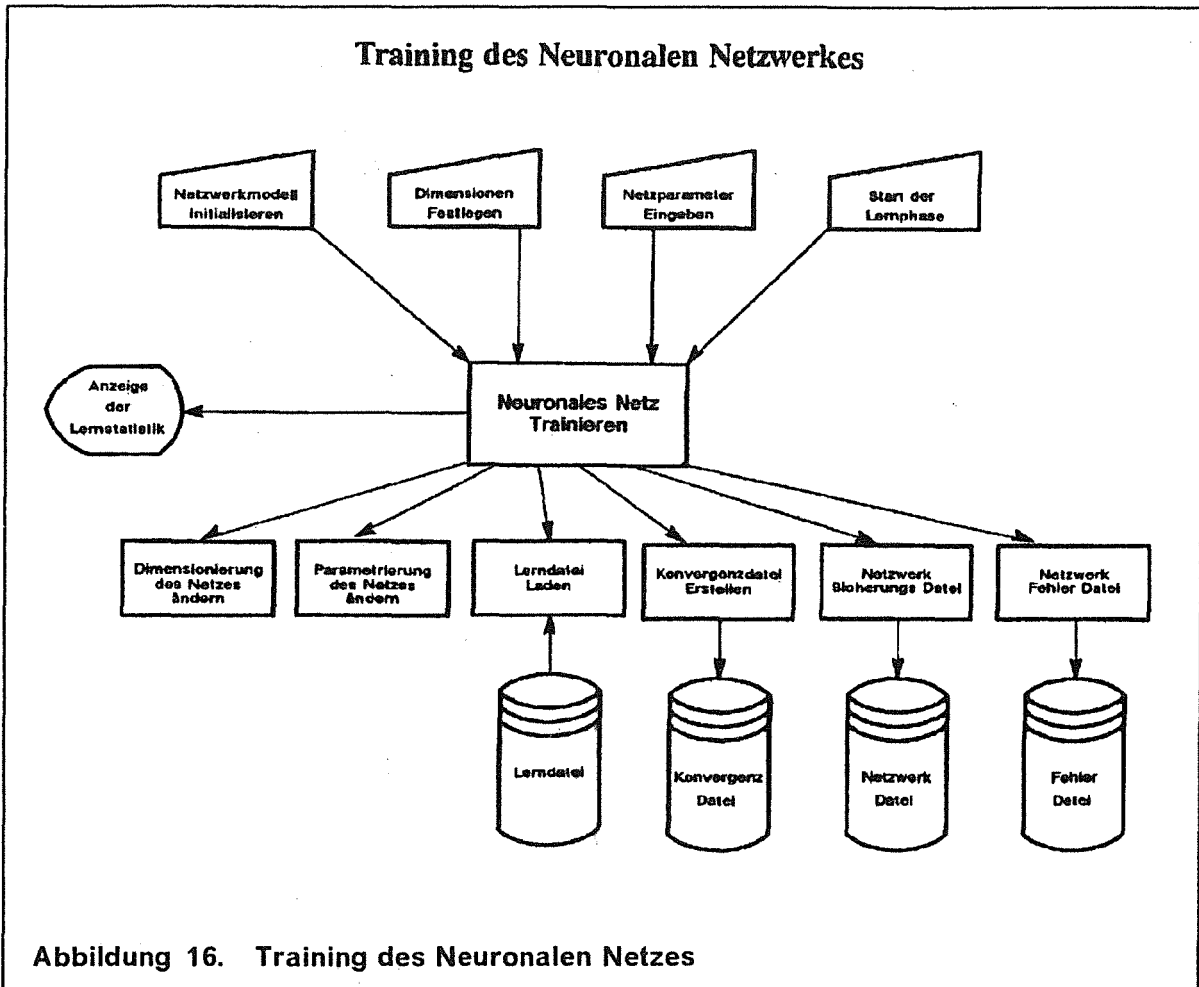 Training des Neuronalen Netzwerkes
Netzwerkmodell
Initialisieren
Dimensionen
Festlegen
Netzparameter
Eingeben
Start der
Lernphase
Anzeige
der
Lernstatistik
Neuronales Netz
Trainieren
Dimensionierung
des Netzes
ändern
Parametrierung
des Netzes
ändern
Lerndatei
Laden
Konvergenzdatei
Erstellen
Netzwerk
Sicherungs Datei
Netzwerk
Fehler Datei
Lerndatei
Konvergenz
Datei
Netzwerk
Datei
Fehler
Datei
Abbildung 16. Training des Neuronalen Netzes